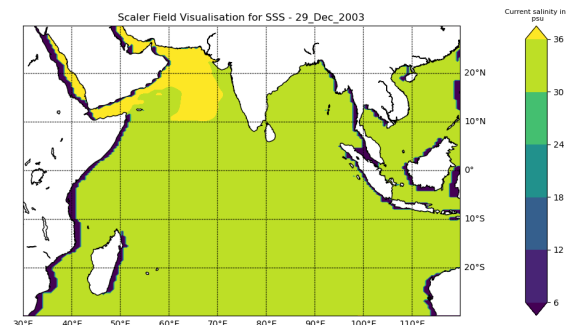 Scaler Field Visualisation for SSS - 29_Dec_2003
Current salinity in
psu
36
30
24
18
12
6
20°N
10°N
0°
10°S
20°S
30°E 40°E 50°E 60°E 70°E 80°E 90°E 100°E 110°E